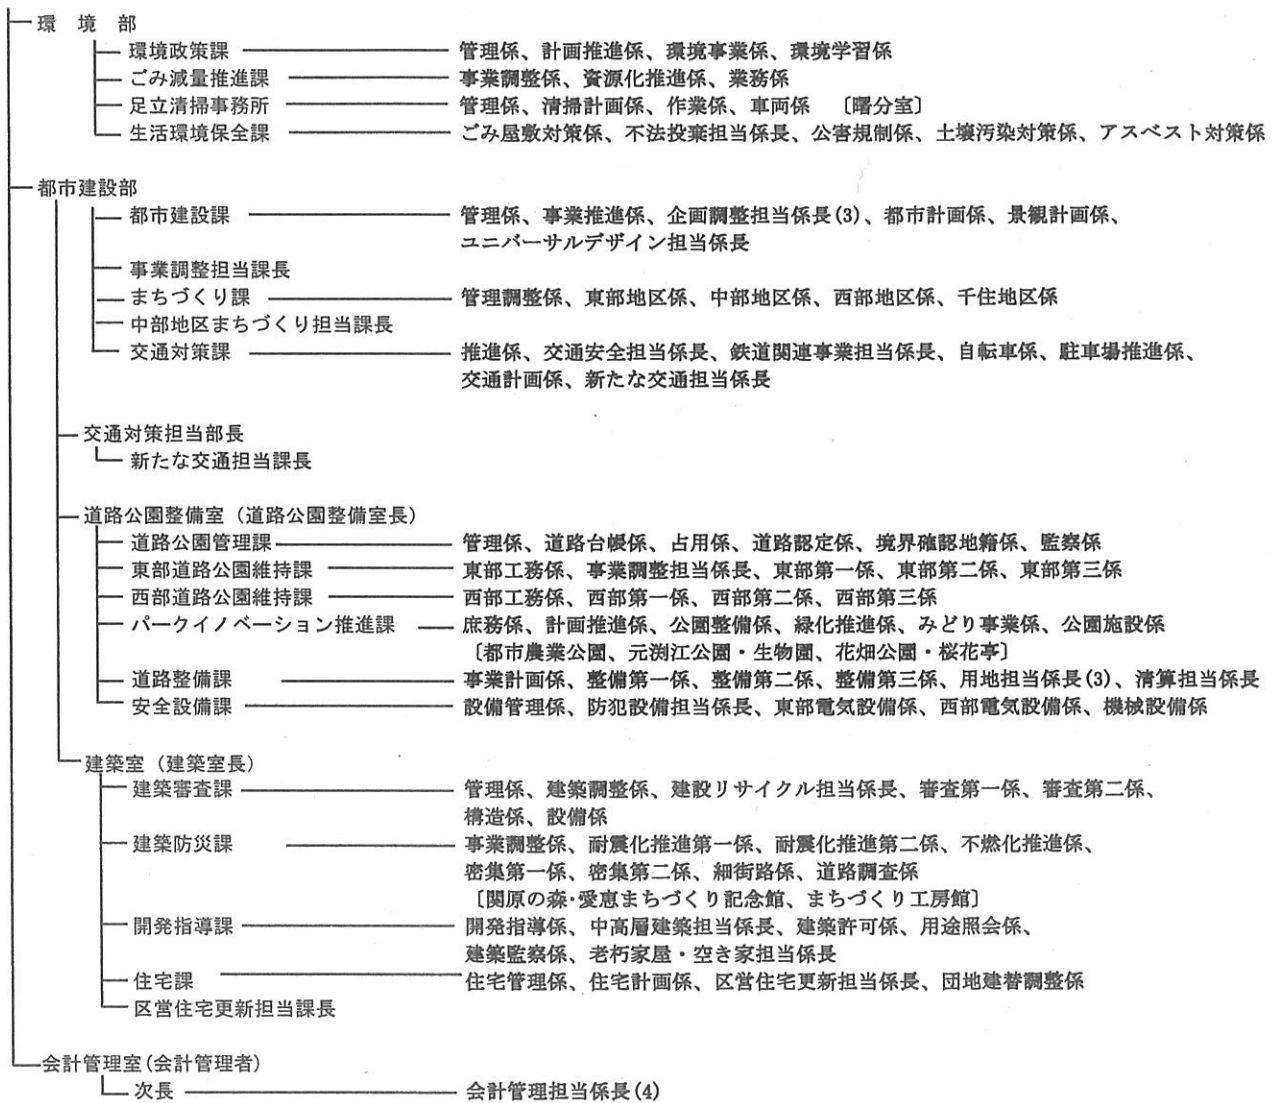 環 境 部
環境政策課 管理係、計画推進係、環境事業係、環境学習係
ごみ減量推進課 事業調整係、資源化推進係、業務係
足立清掃事務所 管理係、清掃計画係、作業係、車両係 〔曙分室〕
生活環境保全課 ごみ屋敷対策係、不法投棄担当係長、公害規制係、土壌汚染対策係、アスベスト対策係
都市建設部
都市建設課 管理係、事業推進係、企画調整担当係長(3)、都市計画係、景観計画係、
ユニバーサルデザイン担当係長
事業調整担当課長
まちづくり課 管理調整係、東部地区係、中部地区係、西部地区係、千住地区係
中部地区まちづくり担当課長
交通対策課 推進係、交通安全担当係長、鉄道関連事業担当係長、自転車係、駐車場推進係、
交通計画係、新たな交通担当係長
交通対策担当部長
新たな交通担当課長
道路公園整備室（道路公園整備室長）
道路公園管理課 管理係、道路台帳係、占用係、道路認定係、境界確認地籍係、監察係
東部道路公園維持課 東部工務係、事業調整担当係長、東部第一係、東部第二係、東部第三係
西部道路公園維持課 西部工務係、西部第一係、西部第二係、西部第三係
パークイノベーション推進課 庶務係、計画推進係、公園整備係、緑化推進係、みどり事業係、公園施設係
〔都市農業公園、元渕江公園・生物園、花畑公園・桜花亭〕
道路整備課 事業計画係、整備第一係、整備第二係、整備第三係、用地担当係長(3)、清算担当係長
安全設備課 設備管理係、防犯設備担当係長、東部電気設備係、西部電気設備係、機械設備係
建築室（建築室長）
建築審査課 管理係、建築調整係、建設リサイクル担当係長、審査第一係、審査第二係、
構造係、設備係
建築防災課 事業調整係、耐震化推進第一係、耐震化推進第二係、不燃化推進係、
密集第一係、密集第二係、細街路係、道路調査係
〔関原の森・愛恵まちづくり記念館、まちづくり工房館〕
開発指導課 開発指導係、中高層建築担当係長、建築許可係、用途照会係、
建築監察係、老朽家屋・空き家担当係長
住宅課 住宅管理係、住宅計画係、区営住宅更新担当係長、団地建替調整係
区営住宅更新担当課長
会計管理室(会計管理者)
次長 会計管理担当係長(4)